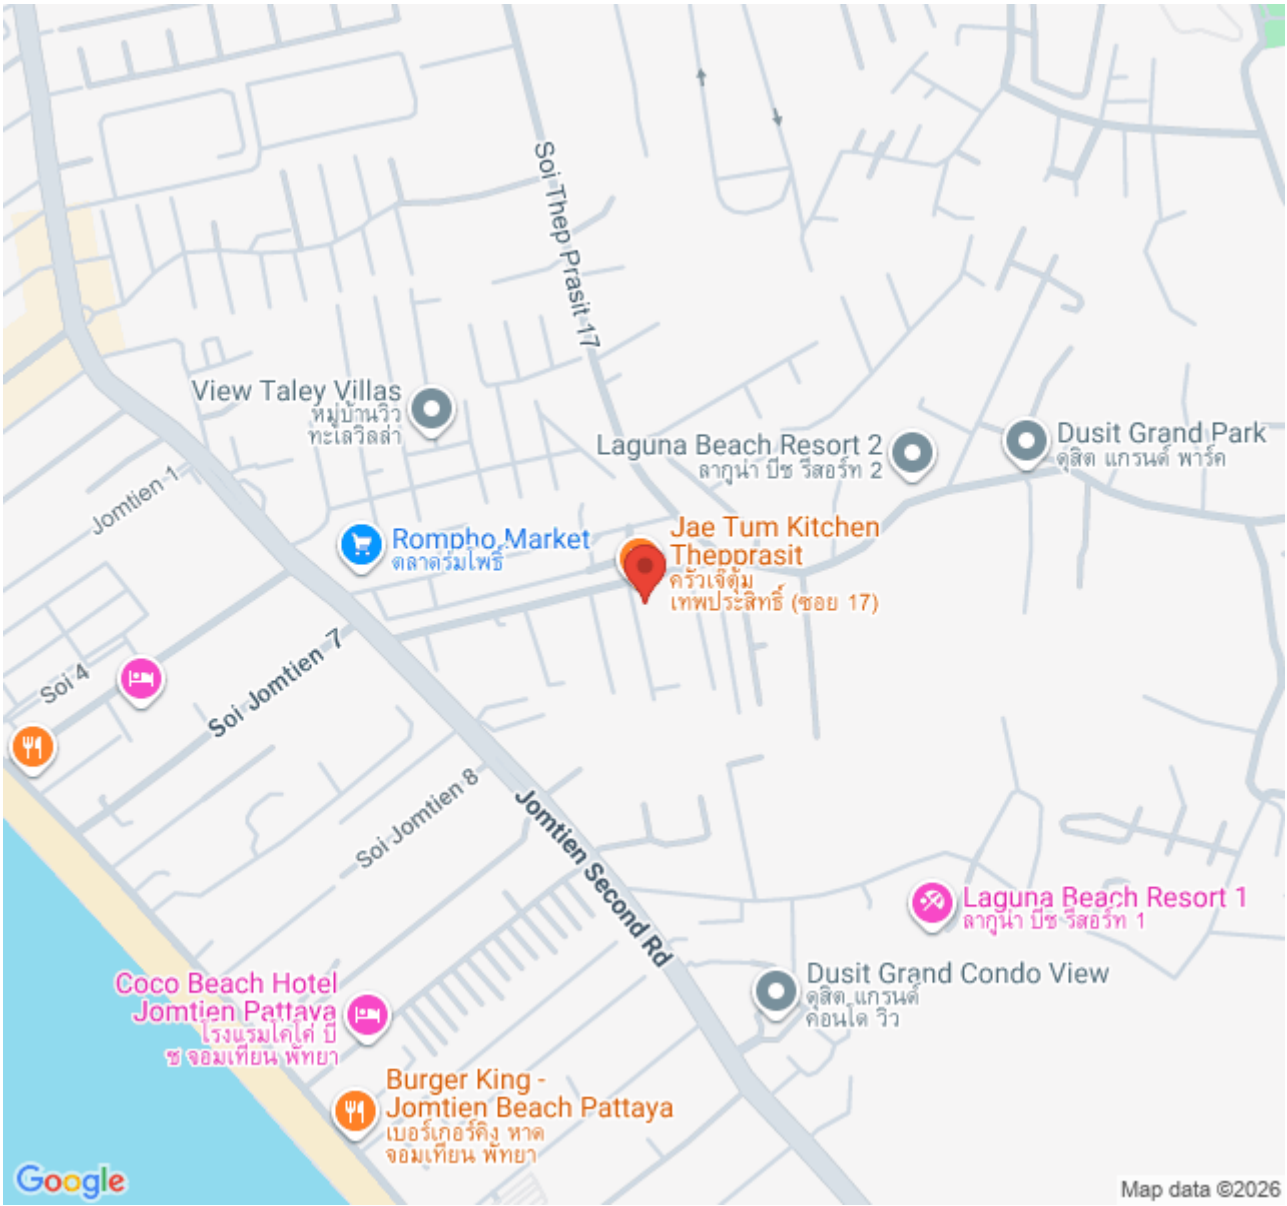 Soi Thep Prasit 17
View Taley Villas
หมู่บ้านวิว
ทะเลวิลล่า
Laguna Beach Resort 2
ลากูน่า บีช รีสอร์ท 2
Dusit Grand Park
ดุสิต แกรนด์ พาร์ค
Jomtien 1
Rompho Market
ตลาดร่มโพธิ์
Jae Tum Kitchen
Thepprasit
ครัวเจ๊ตุ้ม
เทพประสิทธิ์ (ซอย 17)
Soi 4
Soi Jomtien 7
Soi Jomtien 8
Jomtien Second Rd
Laguna Beach Resort 1
ลากูน่า บีช รีสอร์ท 1
Dusit Grand Condo View
ดุสิต แกรนด์
คอนโด วิว
Coco Beach Hotel
Jomtien Pattaya
โรงแรมโคโค่ บี
ช จอมเทียน พัทยา
Burger King -
Jomtien Beach Pattaya
เบอร์เกอร์คิง หาด
จอมเทียน พัทยา
Google
Map data ©2026